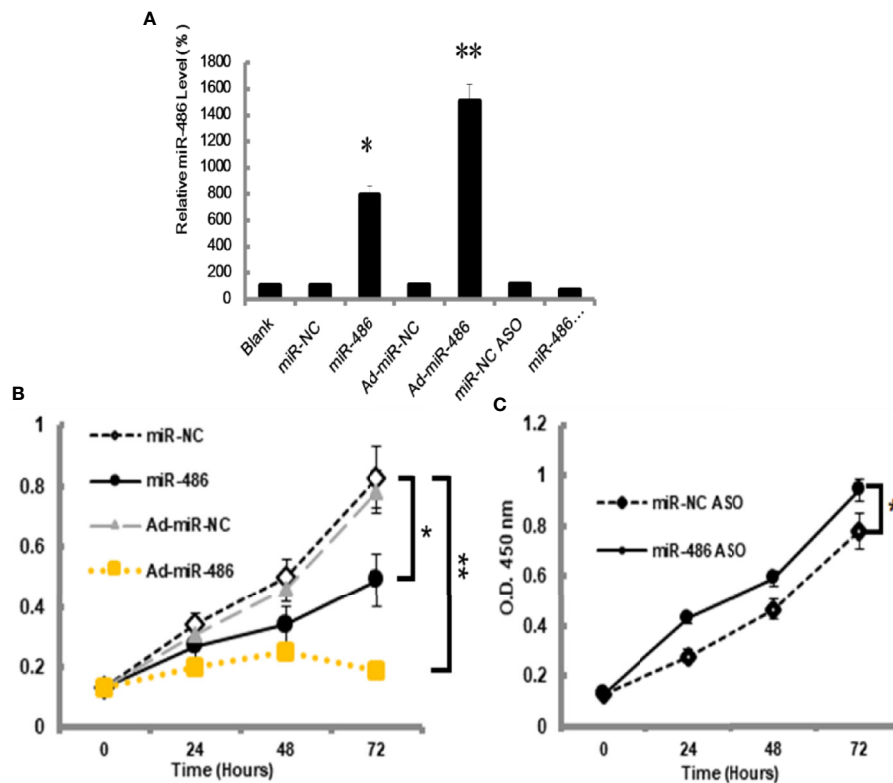 A
Relative miR-486 Level (%)
1800
1600
1400
1200
1000
800
600
400
200
0
*
**
Blank
miR-NC
miR-486
Ad-miR-NC
Ad-miR-486
miR-NC ASO
miR-486...
B
1
0.8
0.6
0.4
0.2
0
miR-NC
miR-486
Ad-miR-NC
Ad-miR-486
*
**
0
24
48
72
Time (Hours)
C
O.D. 450 nm
1.2
1
0.8
0.6
0.4
0.2
0
miR-NC ASO
miR-486 ASO
*
0
24
48
72
Time (Hours)